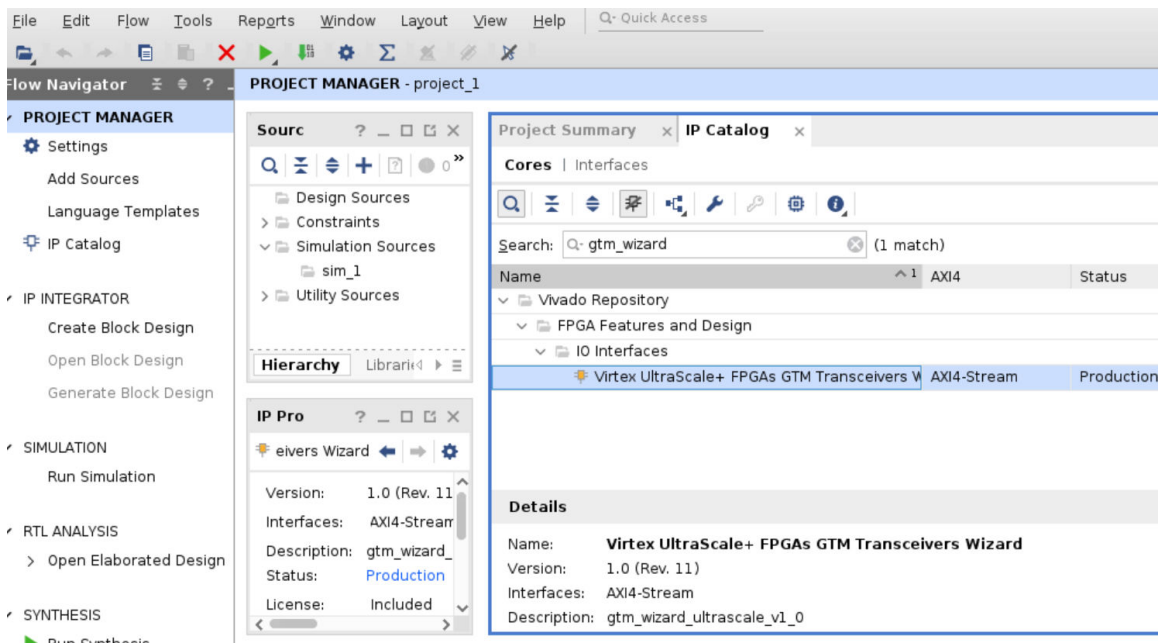 File Edit Flow Tools Reports Window Layout View Help Quick Access
Flow Navigator ?
PROJECT MANAGER - project_1
PROJECT MANAGER
Settings
Add Sources
Language Templates
IP Catalog
IP INTEGRATOR
Create Block Design
Open Block Design
Generate Block Design
SIMULATION
Run Simulation
RTL ANALYSIS
Open Elaborated Design
SYNTHESIS
Run Synthesis
Sourc ?
0 »
Design Sources
Constraints
Simulation Sources
sim_1
Utility Sources
Hierarchy Librari
IP Pro ?
eivers Wizard
Version: 1.0 (Rev. 11
Interfaces: AXI4-Stream
Description: gtm_wizard_
Status: Production
License: Included
Project Summary IP Catalog
Cores | Interfaces
Search: gtm_wizard (1 match)
Name 1 AXI4 Status
Vivado Repository
FPGA Features and Design
IO Interfaces
Virtex UltraScale+ FPGAs GTM Transceivers W AXI4-Stream Production
Details
Name: Virtex UltraScale+ FPGAs GTM Transceivers Wizard
Version: 1.0 (Rev. 11)
Interfaces: AXI4-Stream
Description: gtm_wizard_ultrascale_v1_0